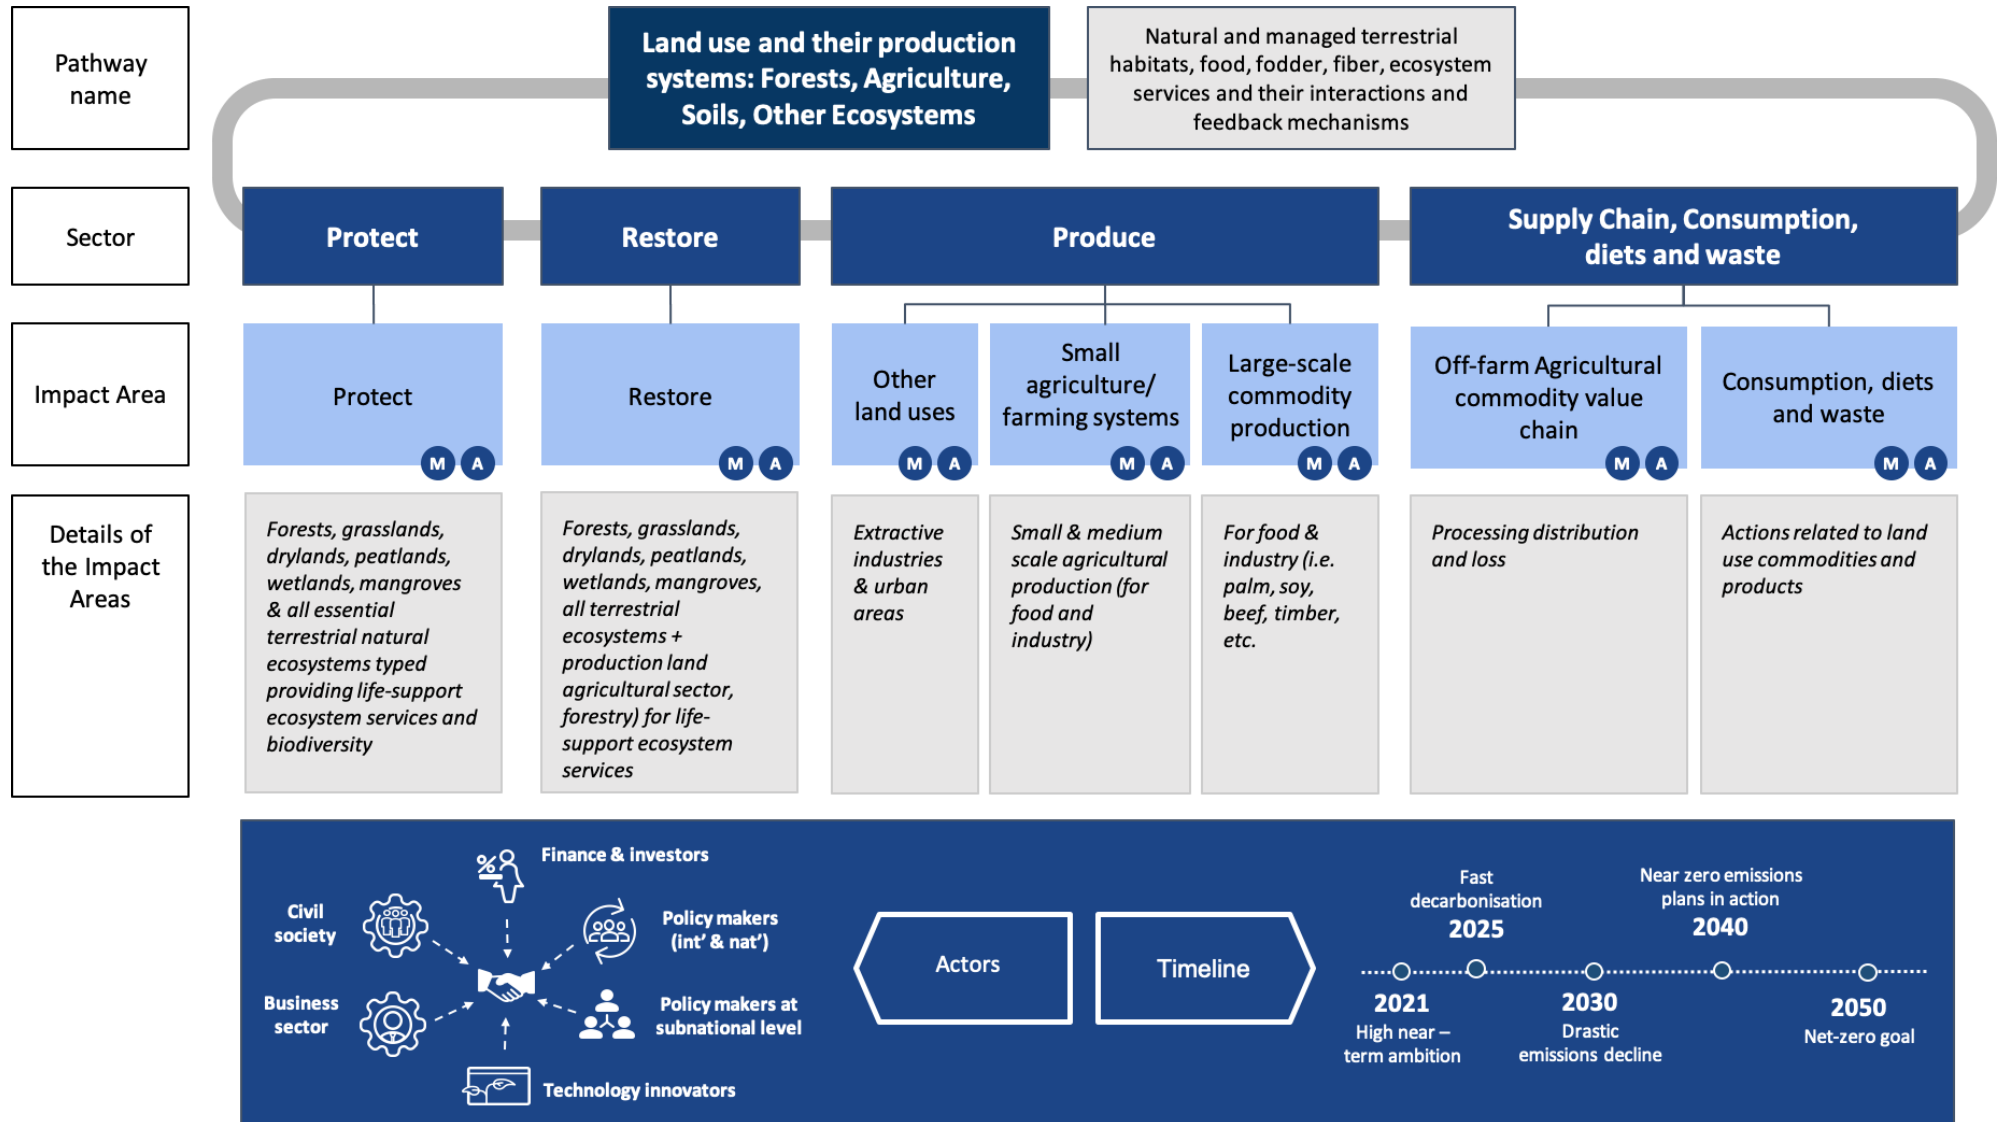 Pathway
name
Land use and their production
systems: Forests, Agriculture,
Soils, Other Ecosystems
Natural and managed terrestrial
habitats, food, fodder, fiber, ecosystem
services and their interactions and
feedback mechanisms
Sector
Protect
Restore
Produce
Supply Chain, Consumption,
diets and waste
Impact Area
Protect
M A
Restore
M A
Other
land uses
M A
Small
agriculture/
farming systems
M A
Large-scale
commodity
production
M A
Off-farm Agricultural
commodity value
chain
M A
Consumption, diets
and waste
M A
Details of
the Impact
Areas
Forests, grasslands,
drylands, peatlands,
wetlands, mangroves
& all essential
terrestrial natural
ecosystems typed
providing life-support
ecosystem services and
biodiversity
Forests, grasslands,
drylands, peatlands,
wetlands, mangroves,
all terrestrial
ecosystems +
production land
agricultural sector,
forestry) for life-
support ecosystem
services
Extractive
industries
& urban
areas
Small & medium
scale agricultural
production (for
food and
industry)
For food &
industry (i.e.
palm, soy,
beef, timber,
etc.
Processing distribution
and loss
Actions related to land
use commodities and
products
Finance & investors
%
Civil
society
Policy makers
(int' & nat')
Business
sector
Policy makers at
subnational level
Technology innovators
Actors
Timeline
Fast
decarbonisation
2025
Near zero emissions
plans in action
2040
2021
High near –
term ambition
2030
Drastic
emissions decline
2050
Net-zero goal